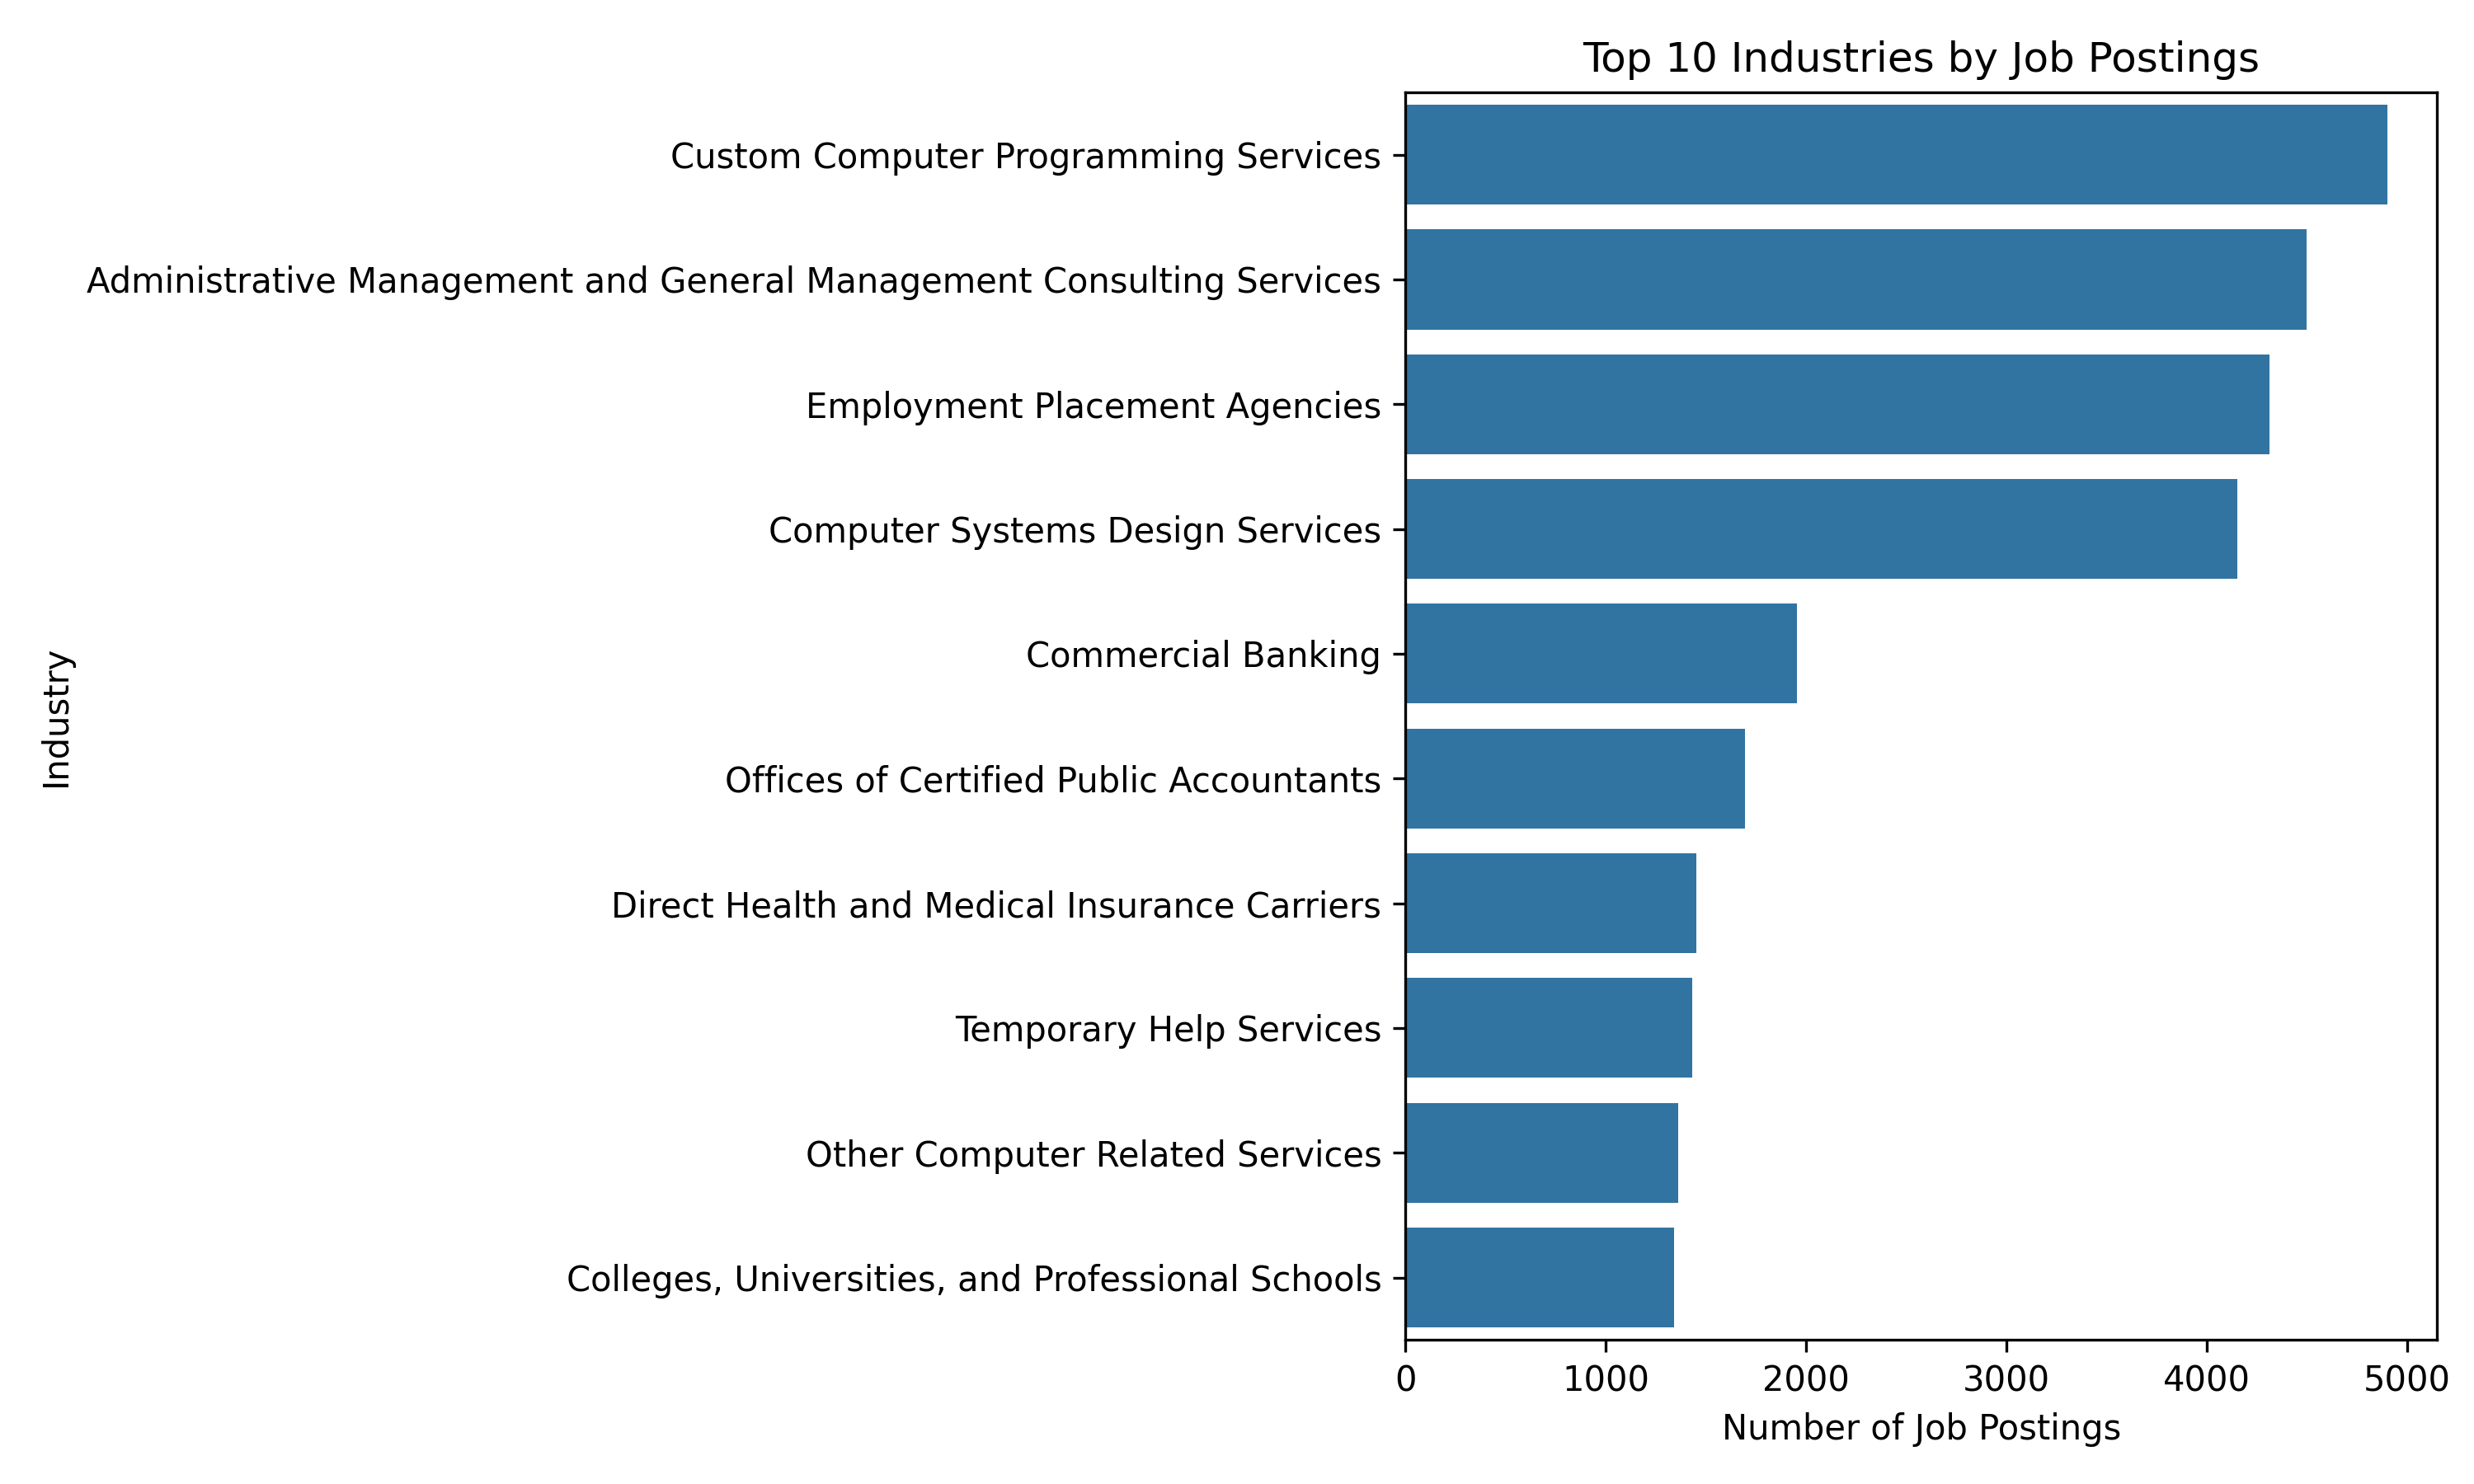 Top 10 Industries by Job Postings
Custom Computer Programming Services
Administrative Management and General Management Consulting Services
Employment Placement Agencies
Computer Systems Design Services
Commercial Banking
Offices of Certified Public Accountants
Direct Health and Medical Insurance Carriers
Temporary Help Services
Other Computer Related Services
Colleges, Universities, and Professional Schools
Industry
0 1000 2000 3000 4000 5000
Number of Job Postings